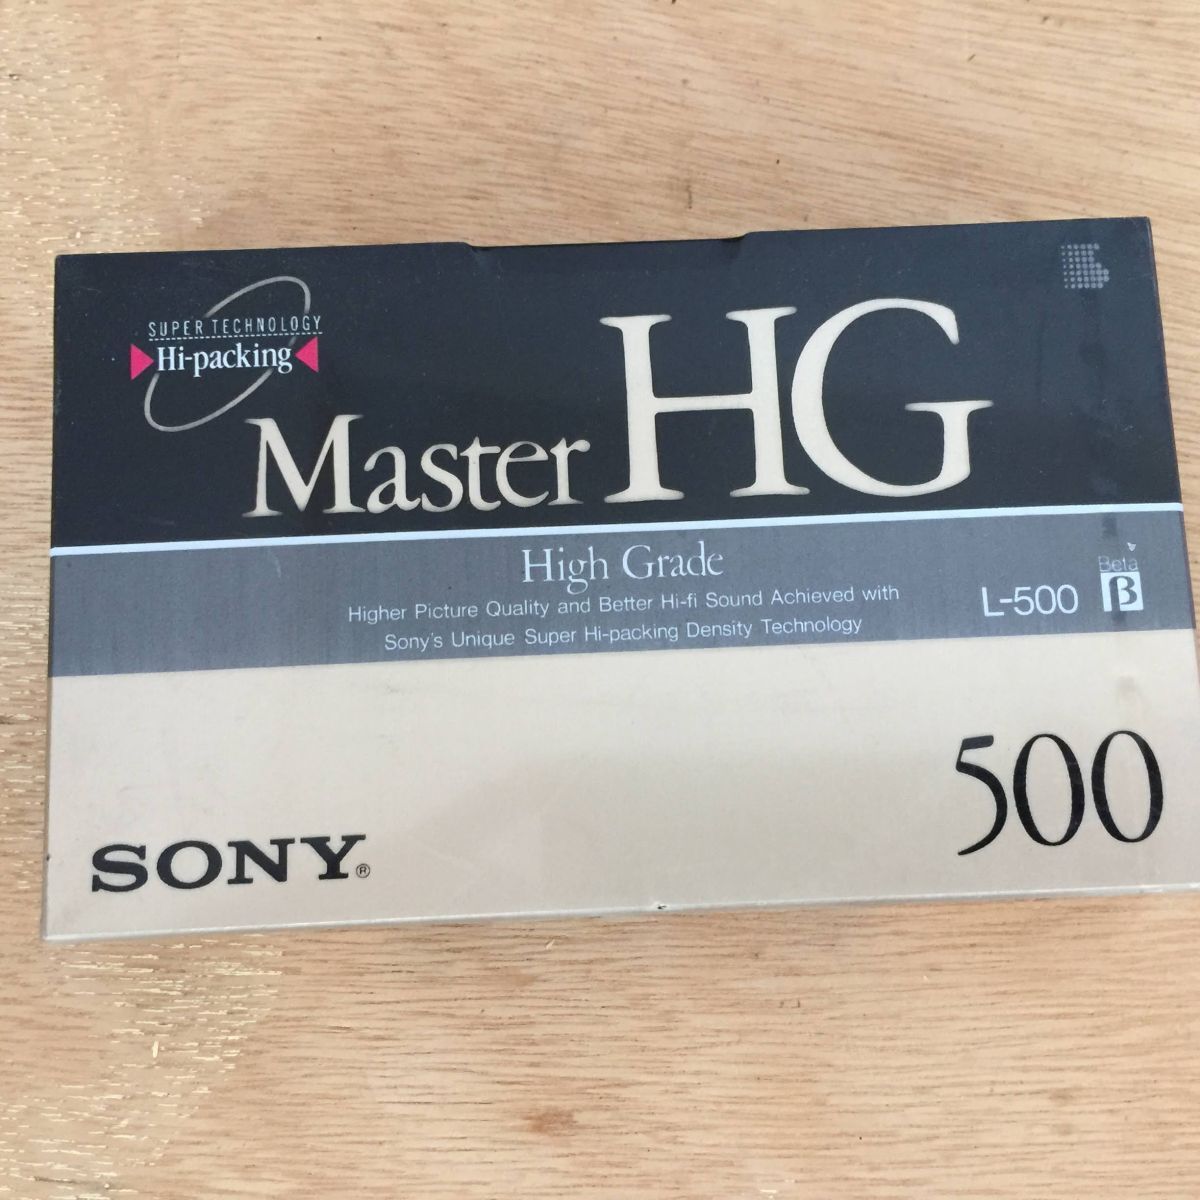 SUPER TECHNOLOGY
Hi-packing
Master HG
High Grade
Higher Picture Quality and Better Hi-fi Sound Achieved with
Sony's Unique Super Hi-packing Density Technology
L-500
Beta
β
500
SONY®